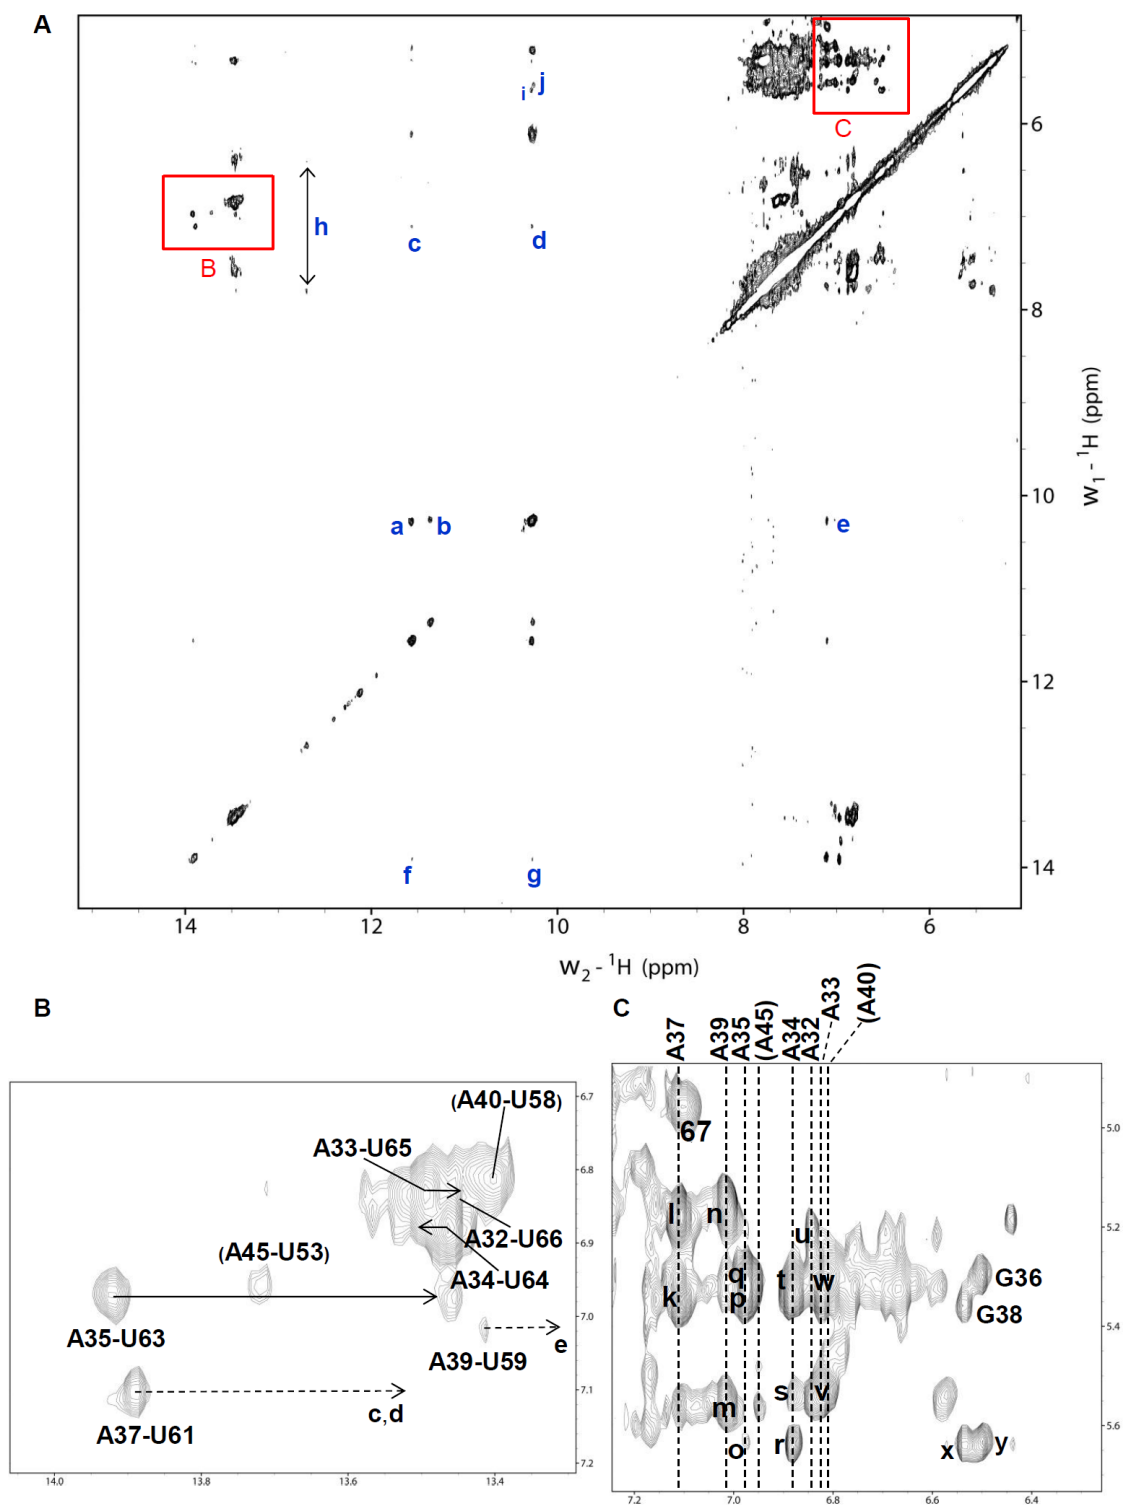 A
j
i
6
C
h
B
c
d
8
w₁ - ¹H (ppm)
10
a
b
e
12
14
f
g
14
12
10
8
6
w₂ - ¹H (ppm)
B
C
A37
A39
A35
(A45)
A34
A32
A33
(A40)
6.7
(A40-U58)
A33-U65
6.8
A32-U66
6.9
(A45-U53)
A34-U64
7.0
A35-U63
A39-U59
e
7.1
c,d
A37-U61
7.2
14.0
13.8
13.6
13.4
67
5.0
l
n
u
5.2
q
w
G36
k
p
t
G38
5.4
s
v
m
o
r
x
y
5.6
7.2
7.0
6.8
6.6
6.4